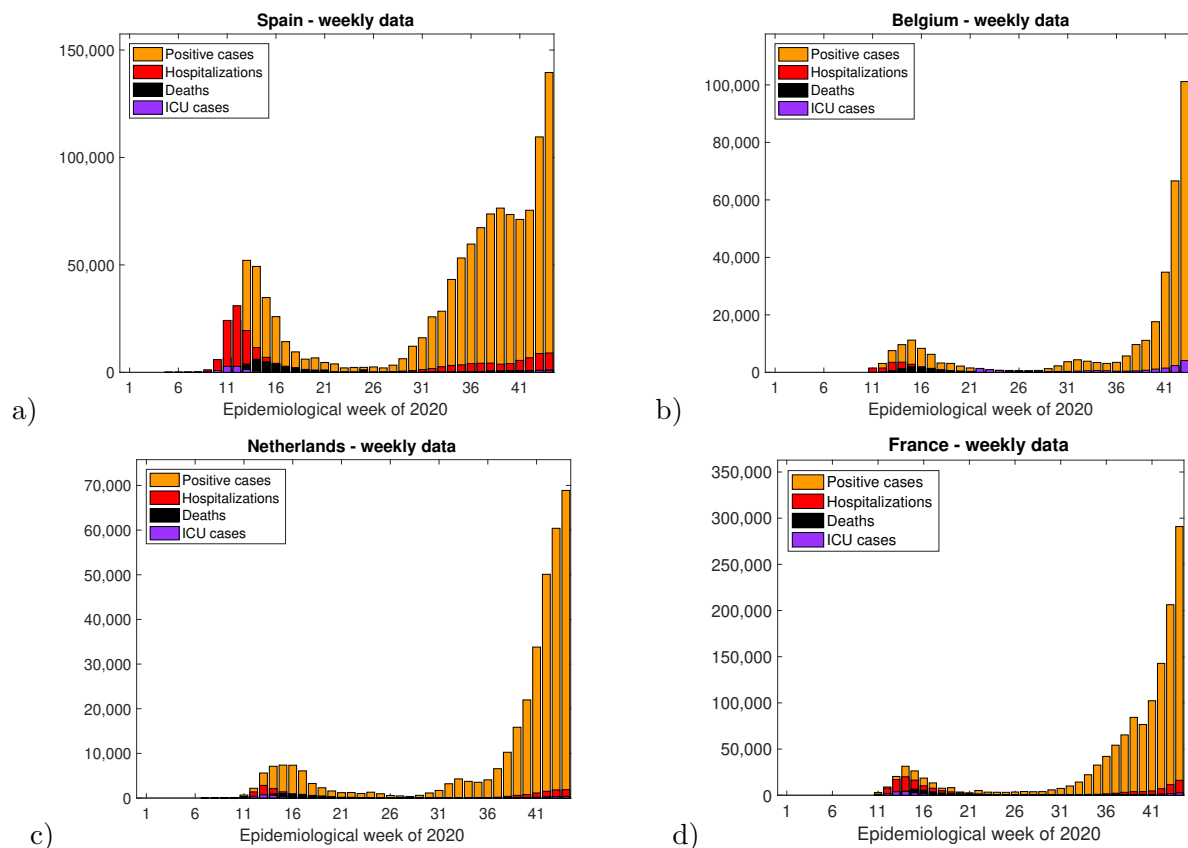 Spain - weekly data
150,000
100,000
50,000
0
Positive cases
Hospitalizations
Deaths
ICU cases
1 6 11 16 21 26 31 36 41
Epidemiological week of 2020
a)
Belgium - weekly data
100,000
80,000
60,000
40,000
20,000
0
Positive cases
Hospitalizations
Deaths
ICU cases
1 6 11 16 21 26 31 36 41
Epidemiological week of 2020
b)
Netherlands - weekly data
70,000
60,000
50,000
40,000
30,000
20,000
10,000
0
Positive cases
Hospitalizations
Deaths
ICU cases
1 6 11 16 21 26 31 36 41
Epidemiological week of 2020
c)
France - weekly data
350,000
300,000
250,000
200,000
150,000
100,000
50,000
0
Positive cases
Hospitalizations
Deaths
ICU cases
1 6 11 16 21 26 31 36 41
Epidemiological week of 2020
d)